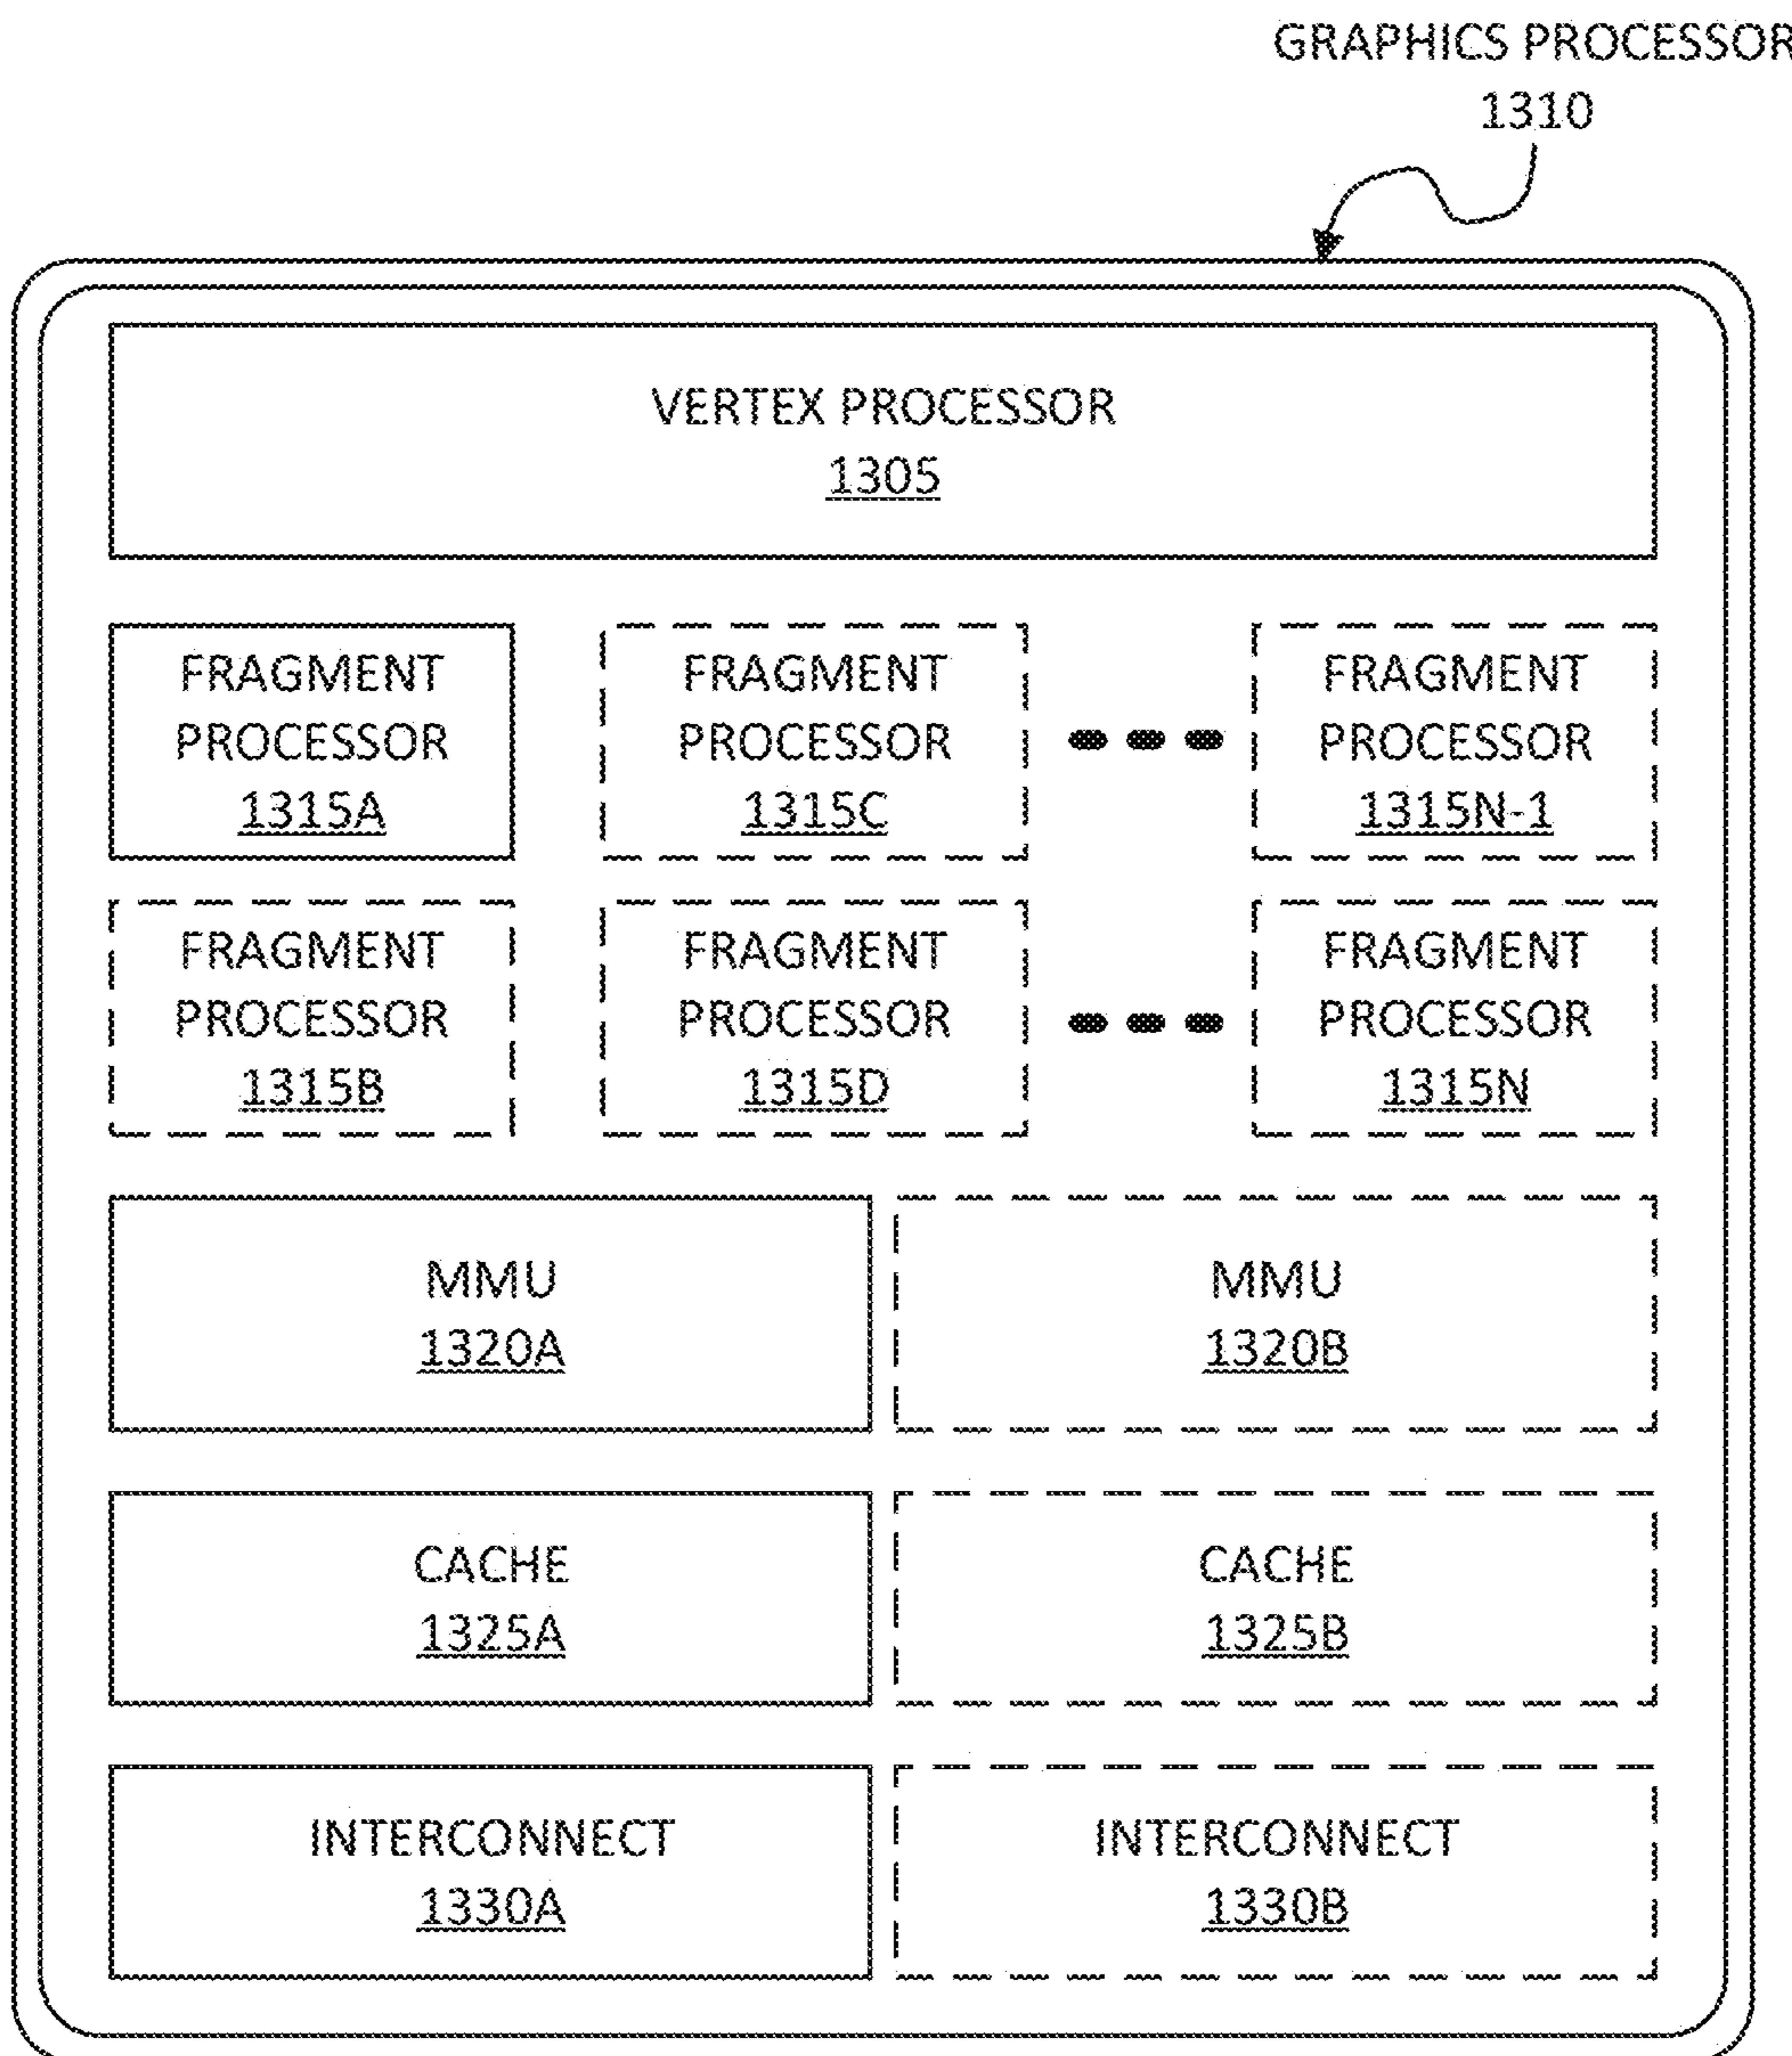 GRAPHICS PROCESSOR
1310
VERTEX PROCESSOR
1305
FRAGMENT
PROCESSOR
1315A
FRAGMENT
PROCESSOR
1315C
FRAGMENT
PROCESSOR
1315N-1
FRAGMENT
PROCESSOR
1315B
FRAGMENT
PROCESSOR
1315D
FRAGMENT
PROCESSOR
1315N
MMU
1320A
MMU
1320B
CACHE
1325A
CACHE
1325B
INTERCONNECT
1330A
INTERCONNECT
1330B